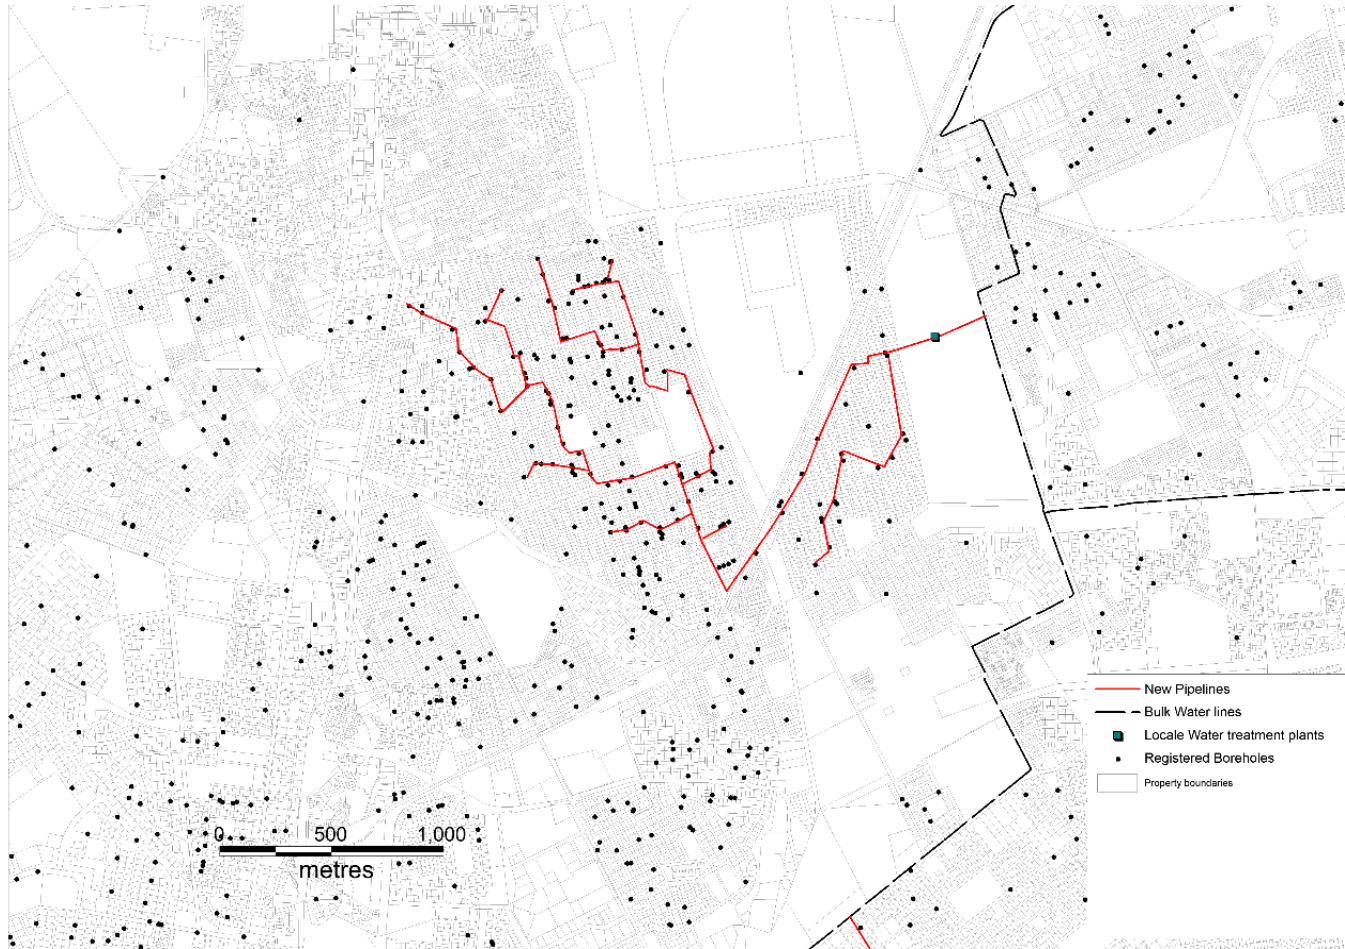 New Pipelines
Bulk Water lines
Locale Water treatment plants
Registered Boreholes
Property boundaries
0 500 1,000
metres